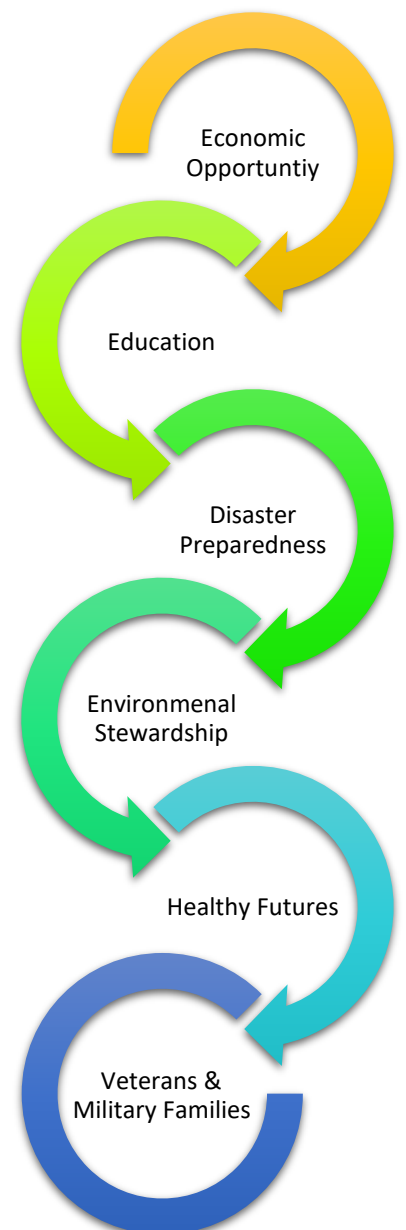 Economic
Opportuntiy
Education
Disaster
Preparedness
Environmenal
Stewardship
Healthy Futures
Veterans &
Military Families